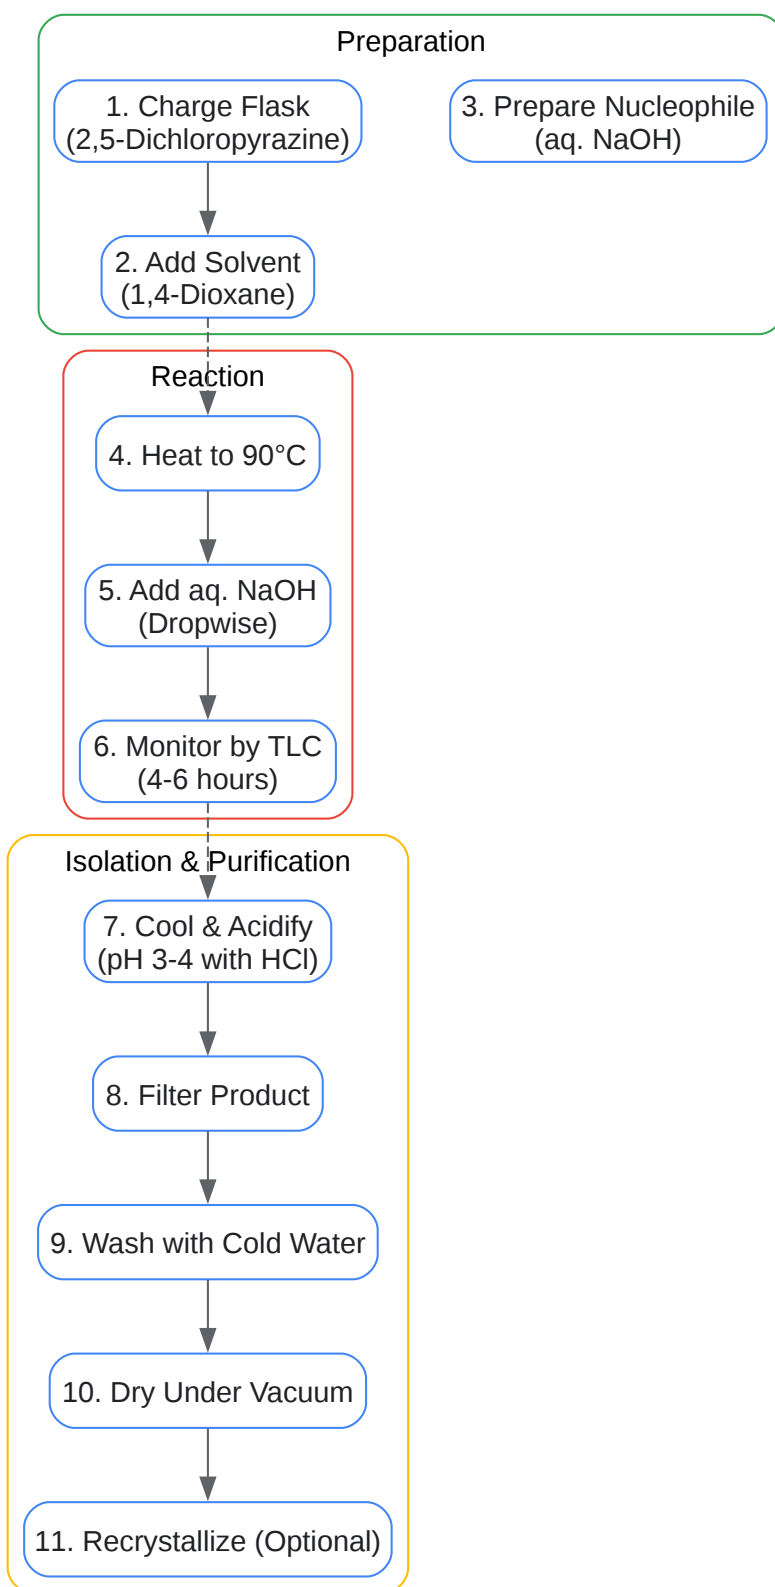 Preparation
1. Charge Flask
(2,5-Dichloropyrazine)
3. Prepare Nucleophile
(aq. NaOH)
2. Add Solvent
(1,4-Dioxane)
Reaction
4. Heat to 90°C
5. Add aq. NaOH
(Dropwise)
6. Monitor by TLC
(4-6 hours)
Isolation & Purification
7. Cool & Acidify
(pH 3-4 with HCl)
8. Filter Product
9. Wash with Cold Water
10. Dry Under Vacuum
11. Recrystallize (Optional)